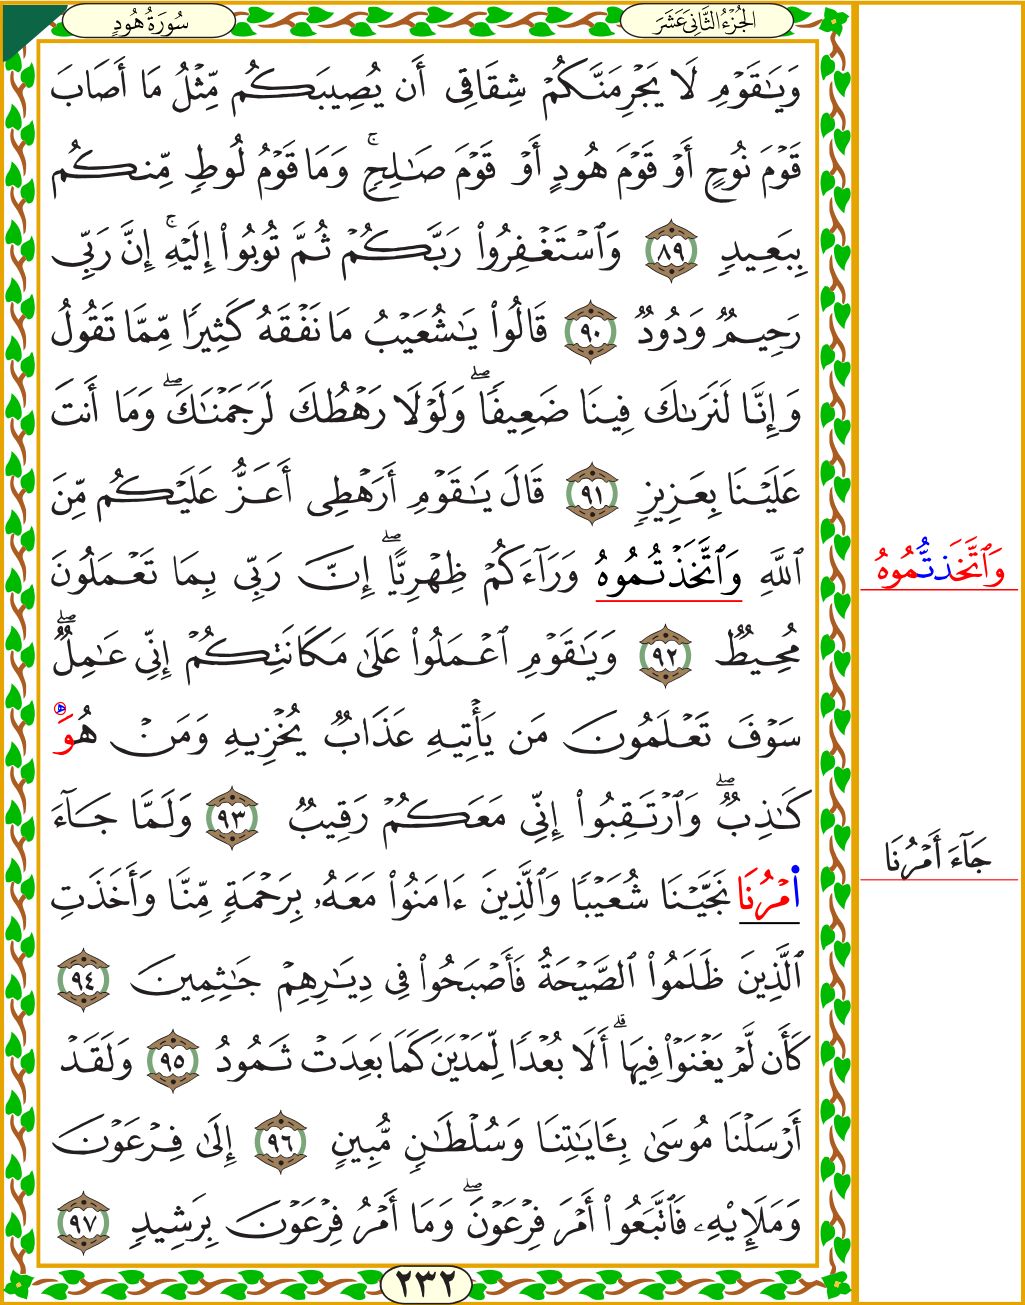 الجُزْءُ الثَّانِيَ عَشَرَ
سُورَةُ هُودٍ
وَيَٰقَوْمِ لَا يَجْرِمَنَّكُمْ شِقَاقِىٓ أَن يُصِيبَكُم مِّثْلُ مَآ أَصَابَ
قَوْمَ نُوحٍ أَوْ قَوْمَ هُودٍ أَوْ قَوْمَ صَٰلِحٍۚ وَمَا قَوْمُ لُوطٍ مِّنكُم
بِبَعِيدٍ ٨٩ وَٱسْتَغْفِرُوا۟ رَبَّكُمْ ثُمَّ تُوبُوٓا۟ إِلَيْهِۚ إِنَّ رَبِّى
رَحِيمٌ وَدُودٌ ٩٠ قَالُوا۟ يَٰشُعَيْبُ مَا نَفْقَهُ كَثِيرًا مِّمَّا تَقُولُ
وَإِنَّا لَنَرَىٰكَ فِينَا ضَعِيفًاۖ وَلَوْلَا رَهْطُكَ لَرَجَمْنَٰكَۖ وَمَآ أَنتَ
عَلَيْنَا بِعَزِيزٍ ٩١ قَالَ يَٰقَوْمِ أَرَهْطِىٓ أَعَزُّ عَلَيْكُم مِّنَ
ٱللَّهِ وَٱتَّخَذتُّمُوهُ وَرَآءَكُمْ ظِهْرِيًّاۖ إِنَّ رَبِّى بِمَا تَعْمَلُونَ
مُحِيطٌ ٩٢ وَيَٰقَوْمِ ٱعْمَلُوا۟ عَلَىٰ مَكَانَتِكُمْ إِنِّى عَٰمِلٌۖ
سَوْفَ تَعْلَمُونَ مَن يَأْتِيهِ عَذَابٌ يُخْزِيهِ وَمَنْ هُوَ
كَٰذِبٌۖ وَٱرْتَقِبُوٓا۟ إِنِّى مَعَكُمْ رَقِيبٌ ٩٣ وَلَمَّا جَآءَ
ا۬مْرُنَا نَجَّيْنَا شُعَيْبًا وَٱلَّذِينَ ءَامَنُوا۟ مَعَهُۥ بِرَحْمَةٍ مِّنَّا وَأَخَذَتِ
ٱلَّذِينَ ظَلَمُوا۟ ٱلصَّيْحَةُ فَأَصْبَحُوا۟ فِى دِيَٰرِهِمْ جَٰثِمِينَ ٩٤
كَأَن لَّمْ يَغْنَوْا۟ فِيهَآۗ أَلَا بُعْدًا لِّمَدْيَنَ كَمَا بَعِدَتْ ثَمُودُ ٩٥ وَلَقَدْ
أَرْسَلْنَا مُوسَىٰ بِـَٔايَٰتِنَا وَسُلْطَٰنٍ مُّبِينٍ ٩٦ إِلَىٰ فِرْعَوْنَ
وَمَلَإِي۟هِۦ فَٱتَّبَعُوٓا۟ أَمْرَ فِرْعَوْنَۖ وَمَآ أَمْرُ فِرْعَوْنَ بِرَشِيدٍ ٩٧
٢٣٢
وَٱتَّخَذتُّمُوهُ
جَآءَ أَمْرُنَا